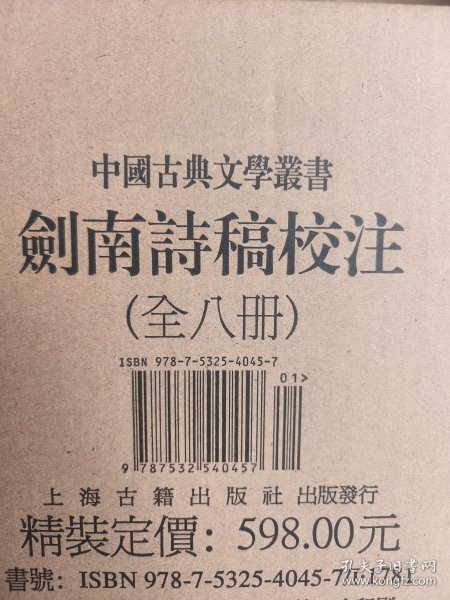 中國古典文學叢書
劍南詩稿校注
(全八册)
ISBN 978-7-5325-4045-7
01>
9 787532 540457
上海古籍出版社 出版發行
精裝定價：598.00元
書號：ISBN 978-7-5325-4045-7/I·1781
孔夫子旧书网